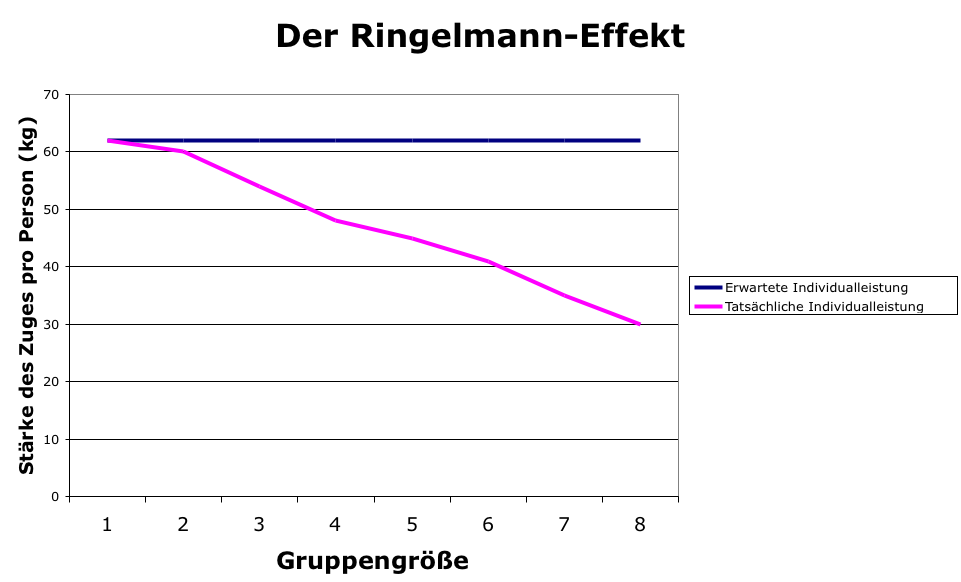 Der Ringelmann-Effekt
Stärke des Zuges pro Person (kg)
70
60
50
40
30
20
10
0
1 2 3 4 5 6 7 8
Gruppengröße
Erwartete Individualleistung
Tatsächliche Individualleistung